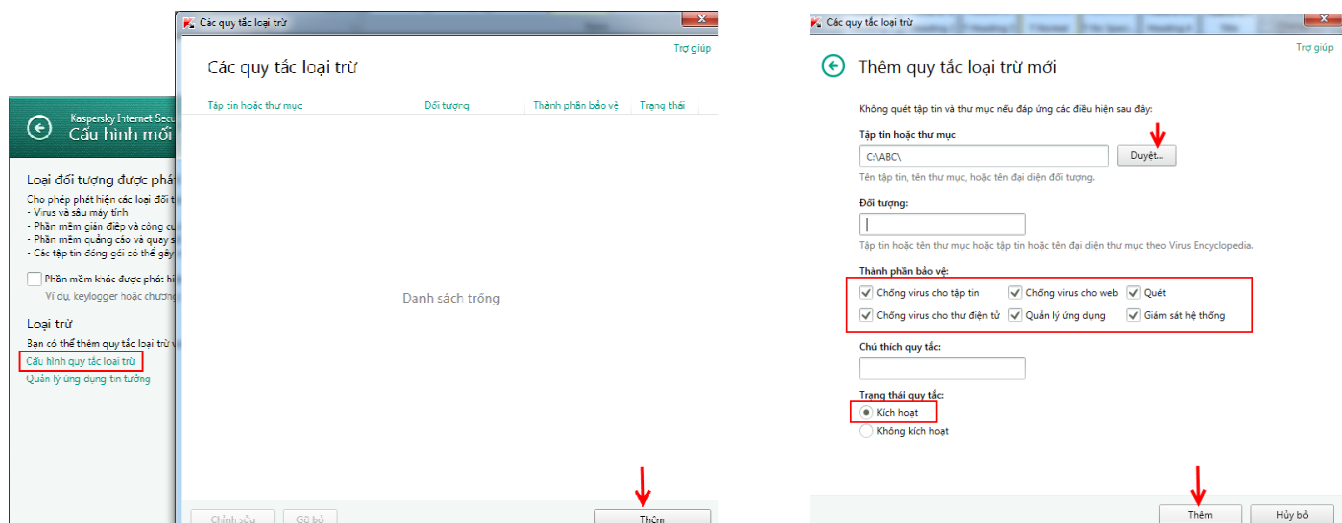 Các quy tắc loại trừ
Trợ giúp
Các quy tắc loại trừ
Tập tin hoặc thư mục Đối tượng Thành phần bảo vệ Trạng thái
Danh sách trống
Chỉnh sửa Gỡ bỏ Thêm
Kaspersky Internet Secu
Cấu hình mối
Loại đối tượng được phát
Cho phép phát hiện các loại đối t
- Virus và sâu máy tính
- Phần mềm gián điệp và công cụ
- Phần mềm quảng cáo và quay s
- Các tập tin đóng gói có thể gây
Phần mềm khác được phát hi
Ví dụ, keylogger hoặc chương
Loại trừ
Bạn có thể thêm quy tắc loại trừ v
Cấu hình quy tắc loại trừ
Quản lý ứng dụng tin tưởng
Các quy tắc loại trừ
Trợ giúp
Thêm quy tắc loại trừ mới
Không quét tập tin và thư mục nếu đáp ứng các điều hiện sau đây:
Tập tin hoặc thư mục
C:\ABC\ Duyệt...
Tên tập tin, tên thư mục, hoặc tên đại diện đối tượng.
Đối tượng:
Tập tin hoặc tên thư mục hoặc tập tin hoặc tên đại diện thư mục theo Virus Encyclopedia.
Thành phần bảo vệ:
Chống virus cho tập tin Chống virus cho web Quét
Chống virus cho thư điện tử Quản lý ứng dụng Giám sát hệ thống
Chú thích quy tắc:
Trạng thái quy tắc:
Kích hoạt
Không kích hoạt
Thêm Hủy bỏ